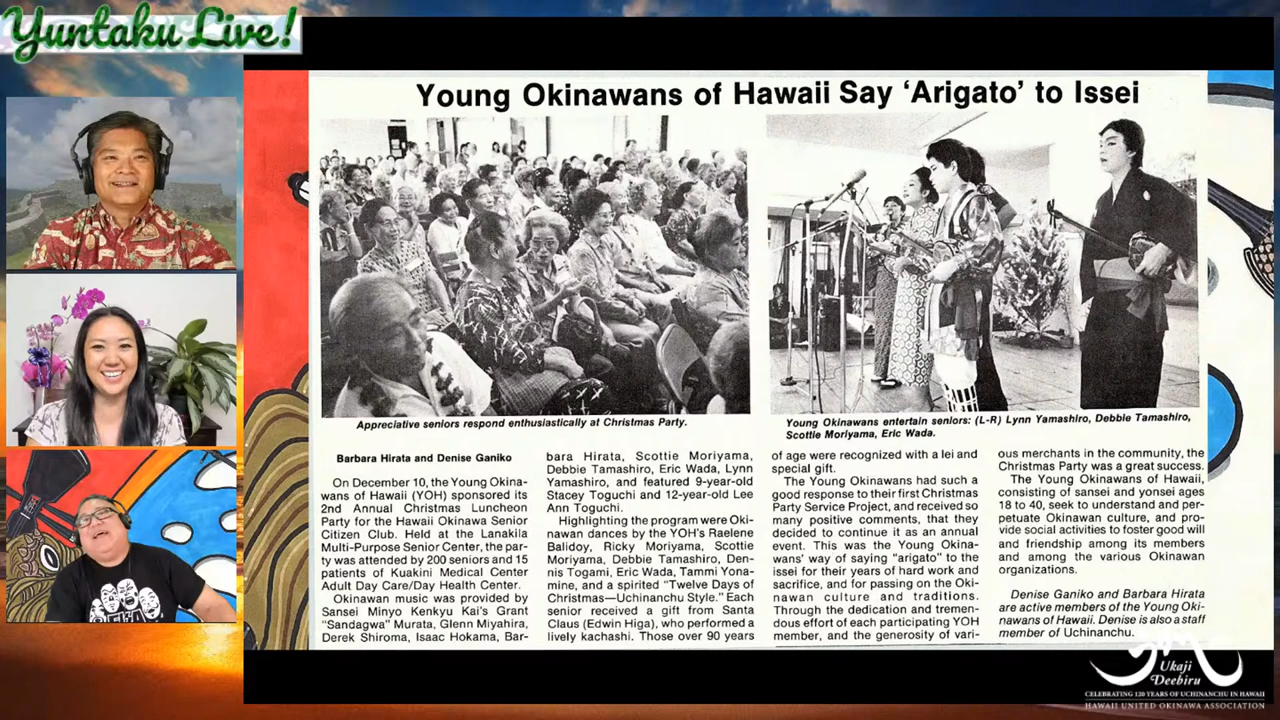 Yuntaku Live!
Young Okinawans of Hawaii Say ‘Arigato’ to Issei
Appreciative seniors respond enthusiastically at Christmas Party.
Young Okinawans entertain seniors: (L-R) Lynn Yamashiro, Debbie Tamashiro,
Scottie Moriyama, Eric Wada.
Barbara Hirata and Denise Ganiko
On December 10, the Young Okina-
wans of Hawaii (YOH) sponsored its
2nd Annual Christmas Luncheon
Party for the Hawaii Okinawa Senior
Citizen Club. Held at the Lanakila
Multi-Purpose Senior Center, the par-
ty was attended by 200 seniors and 15
patients of Kuakini Medical Center
Adult Day Care/Day Health Center.
Okinawan music was provided by
Sansei Minyo Kenkyu Kai's Grant
"Sandagwa" Murata, Glenn Miyahira,
Derek Shiroma, Isaac Hokama, Bar-
bara Hirata, Scottie Moriyama,
Debbie Tamashiro, Eric Wada, Lynn
Yamashiro, and featured 9-year-old
Stacey Toguchi and 12-year-old Lee
Ann Toguchi.
Highlighting the program were Oki-
nawan dances by the YOH's Raelene
Balidoy, Ricky Moriyama, Scottie
Moriyama, Debbie Tamashiro, Den-
nis Togami, Eric Wada, Tammi Yona-
mine, and a spirited "Twelve Days of
Christmas—Uchinanchu Style." Each
senior received a gift from Santa
Claus (Edwin Higa), who performed a
lively kachashi. Those over 90 years
of age were recognized with a lei and
special gift.
The Young Okinawans had such a
good response to their first Christmas
Party Service Project, and received so
many positive comments, that they
decided to continue it as an annual
event. This was the Young Okina-
wans' way of saying "arigato" to the
issei for their years of hard work and
sacrifice, and for passing on the Oki-
nawan culture and traditions.
Through the dedication and tremen-
dous effort of each participating YOH
member, and the generosity of vari-
ous merchants in the community, the
Christmas Party was a great success.
The Young Okinawans of Hawaii,
consisting of sansei and yonsei ages
18 to 40, seek to understand and per-
petuate Okinawan culture, and pro-
vide social activities to foster good will
and friendship among its members
and among the various Okinawan
organizations.
Denise Ganiko and Barbara Hirata
are active members of the Young Oki-
nawans of Hawaii. Denise is also a staff
member of Uchinanchu.
Ukaji
Deebiru
CELEBRATING 120 YEARS OF UCHINANCHU IN HAWAII
HAWAII UNITED OKINAWA ASSOCIATION